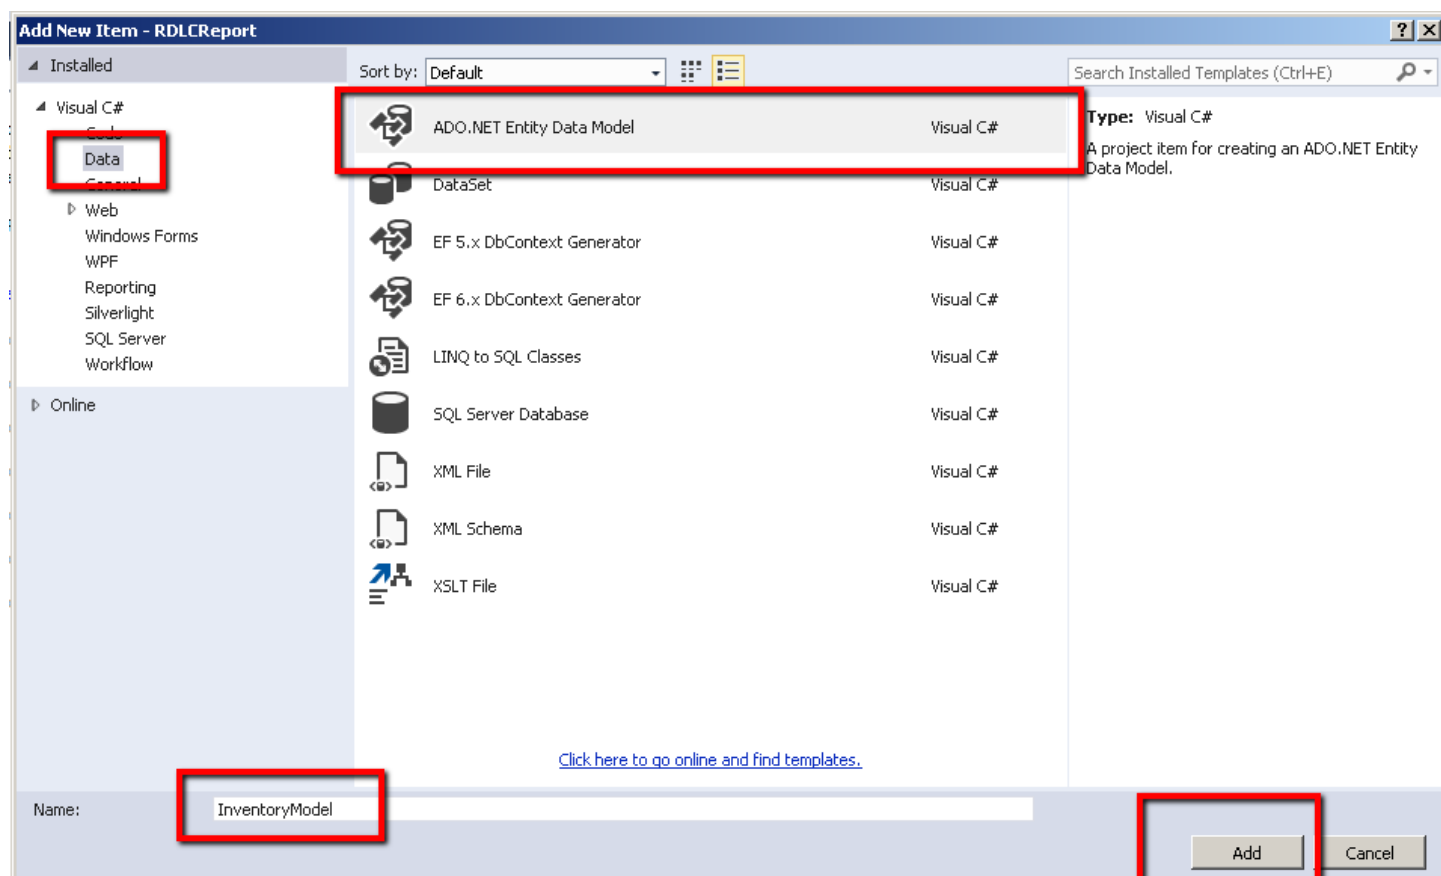 Add New Item - RDLCReport
Installed
Sort by: Default
Search Installed Templates (Ctrl+E)
Visual C#
Code
Data
General
Web
Windows Forms
WPF
Reporting
Silverlight
SQL Server
Workflow
Online
ADO.NET Entity Data Model Visual C#
DataSet Visual C#
EF 5.x DbContext Generator Visual C#
EF 6.x DbContext Generator Visual C#
LINQ to SQL Classes Visual C#
SQL Server Database Visual C#
XML File Visual C#
XML Schema Visual C#
XSLT File Visual C#
Click here to go online and find templates.
Type: Visual C#
A project item for creating an ADO.NET Entity
Data Model.
Name: InventoryModel
Add Cancel